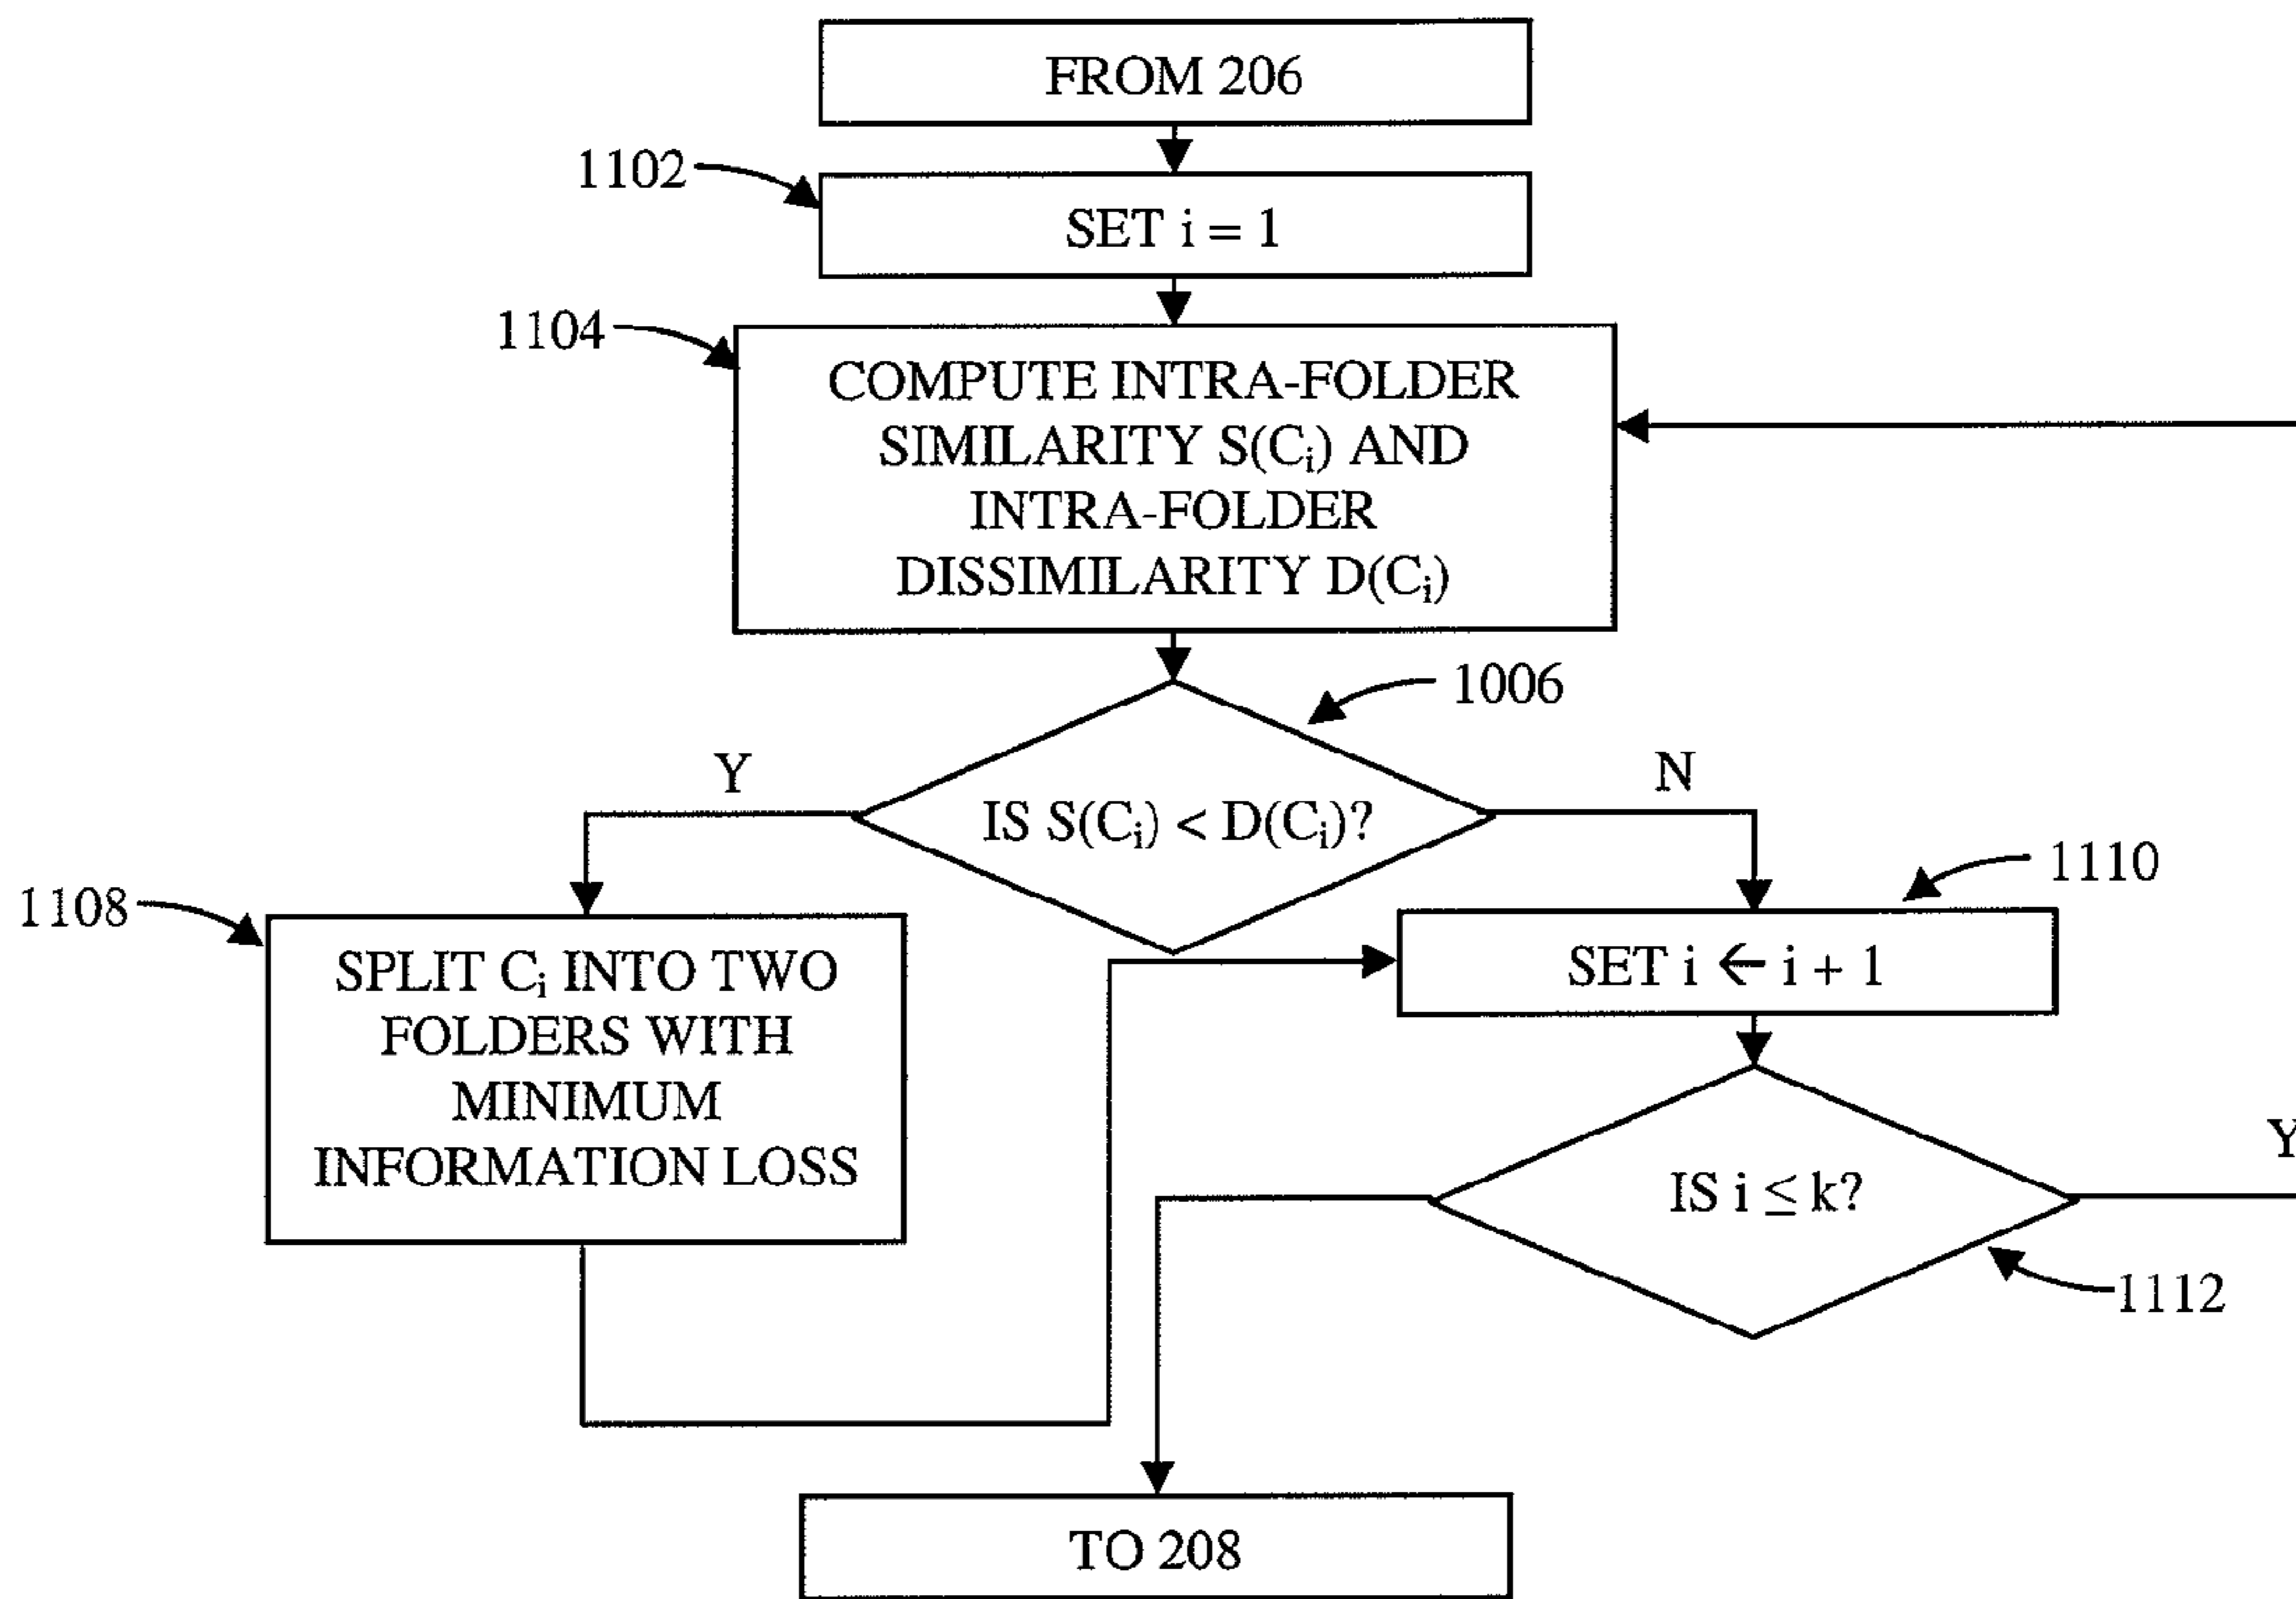 FROM 206
1102
SET i = 1
1104
COMPUTE INTRA-FOLDER
SIMILARITY S(Cᵢ) AND
INTRA-FOLDER
DISSIMILARITY D(Cᵢ)
1006
Y
N
IS S(Cᵢ) < D(Cᵢ)?
1110
1108
SPLIT Cᵢ INTO TWO
FOLDERS WITH
MINIMUM
INFORMATION LOSS
SET i ← i + 1
Y
IS i ≤ k?
1112
TO 208